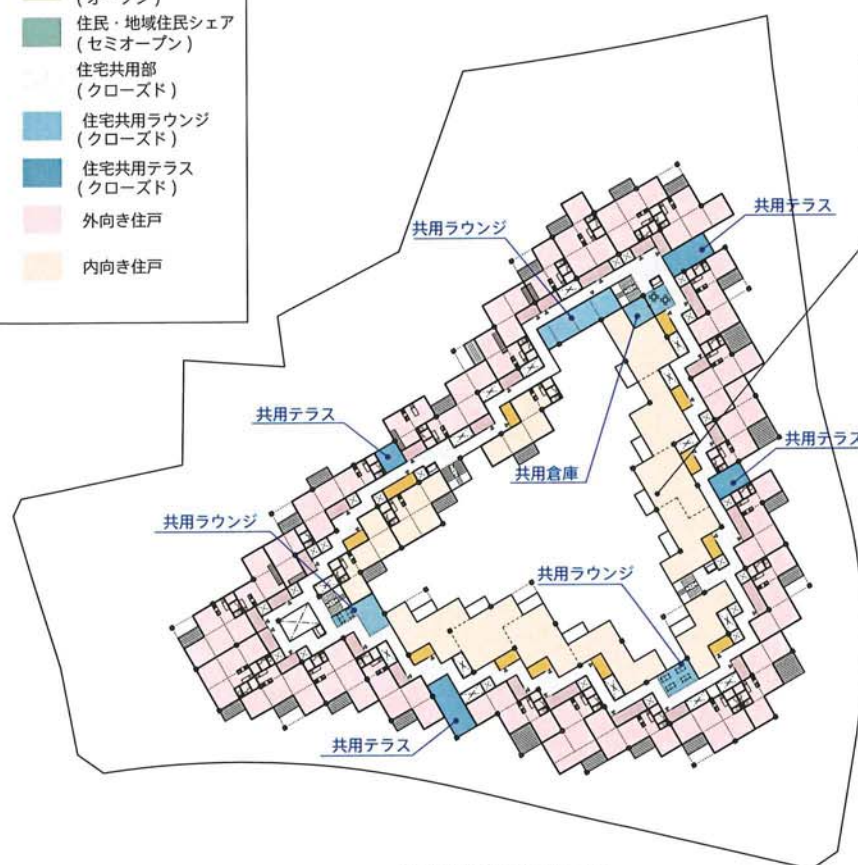 (オープン)
住民・地域住民シェア
(セミオープン)
住宅共用部
(クローズド)
住宅共用ラウンジ
(クローズド)
住宅共用テラス
(クローズド)
外向き住戸
内向き住戸
共用ラウンジ
共用テラス
共用テラス
共用倉庫
共用テラス
共用ラウンジ
共用ラウンジ
共用テラス